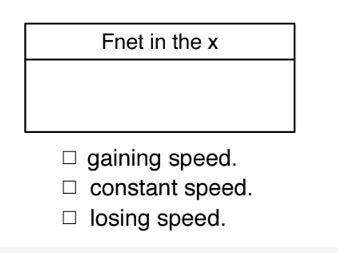 Fnet in the x
☐ gaining speed.
☐ constant speed.
☐ losing speed.